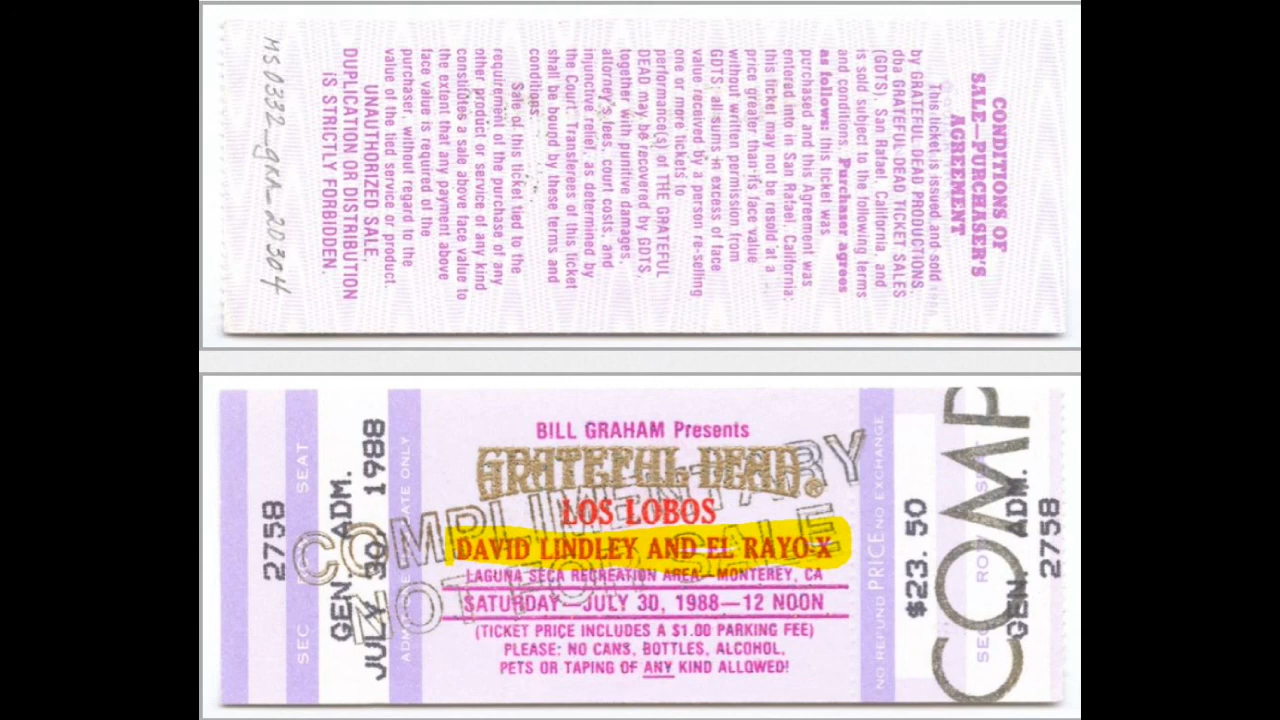 CONDITIONS OF
SALE—PURCHASER'S
AGREEMENT
This ticket is issued and sold
by GRATEFUL DEAD PRODUCTIONS,
dba GRATEFUL DEAD TICKET SALES
(GDTS), San Rafael, California, and
is sold subject to the following terms
and conditions. Purchaser agrees
as follows: this ticket was
purchased and this Agreement was
entered into in San Rafael, California;
this ticket may not be resold at a
price greater than its face value
without written permission from
GDTS; all sums in excess of face
value received by a person re-selling
one or more tickets to
performance(s) of THE GRATEFUL
DEAD may be recovered by GDTS,
together with punitive damages,
attorney's fees, court costs, and
injunctive relief, as determined by
the Court. Transferees of this ticket
shall be bound by these terms and
conditions.
Sale of this ticket tied to the
requirement of the purchase of any
other product or service of any kind
constitutes a sale above face value to
the extent that any payment above
face value is required of the
purchaser, without regard to the
value of the tied service or product.
UNAUTHORIZED SALE,
DUPLICATION OR DISTRIBUTION
IS STRICTLY FORBIDDEN.
MS0332_gka_20304
2758
SEC SEAT
GEN. ADM.
JULY 30, 1988
BILL GRAHAM Presents
GRATEFUL DEAD®
LOS LOBOS
DAVID LINDLEY AND EL RAYO-X
LAGUNA SECA RECREATION AREA—MONTEREY, CA
SATURDAY—JULY 30, 1988—12 NOON
(TICKET PRICE INCLUDES A $1.00 PARKING FEE)
PLEASE: NO CANS, BOTTLES, ALCOHOL,
PETS OR TAPING OF ANY KIND ALLOWED!
COMPLIMENTARY
NOT FOR SALE
NO REFUND PRICE NO EXCHANGE
$23.50
COMP
GEN. ADM.
2758